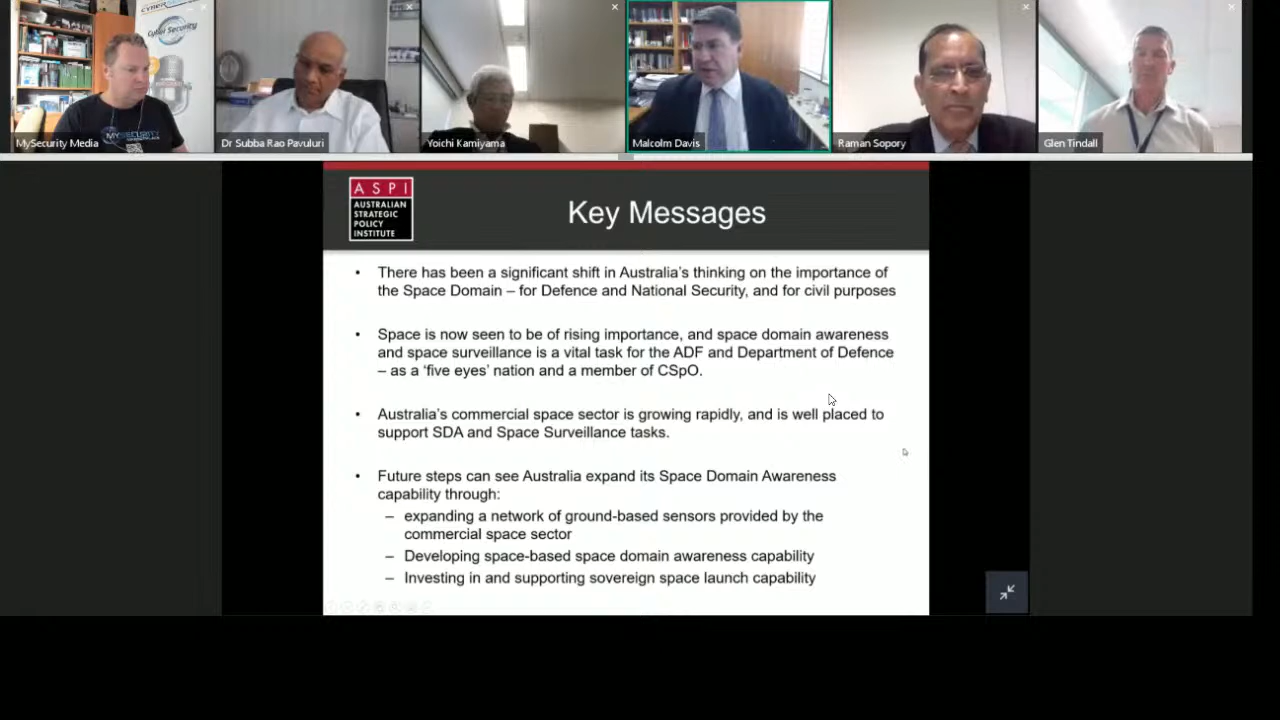 Cyber Security
MYSECURITY
MySecurity Media
Dr Subba Rao Pavuluri
Yoichi Kamiyama
Malcolm Davis
Raman Sopory
Glen Tindall
ASPI
AUSTRALIAN
STRATEGIC
POLICY
INSTITUTE
Key Messages
• There has been a significant shift in Australia's thinking on the importance of
the Space Domain – for Defence and National Security, and for civil purposes
• Space is now seen to be of rising importance, and space domain awareness
and space surveillance is a vital task for the ADF and Department of Defence
– as a 'five eyes' nation and a member of CSpO.
• Australia's commercial space sector is growing rapidly, and is well placed to
support SDA and Space Surveillance tasks.
• Future steps can see Australia expand its Space Domain Awareness
capability through:
– expanding a network of ground-based sensors provided by the
commercial space sector
– Developing space-based space domain awareness capability
– Investing in and supporting sovereign space launch capability